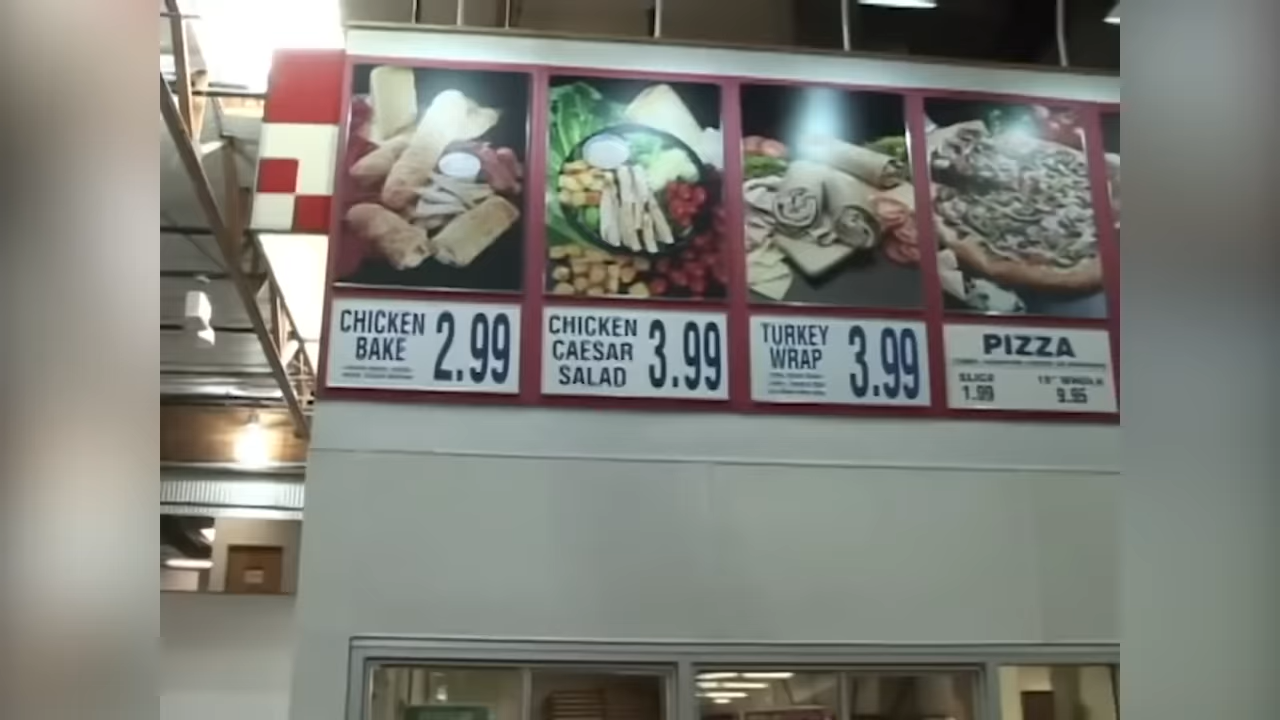 CHICKEN
BAKE
2.99
CHICKEN
CAESAR
SALAD
3.99
TURKEY
WRAP
3.99
PIZZA
SLICE
1.99
18" WHOLE
9.95